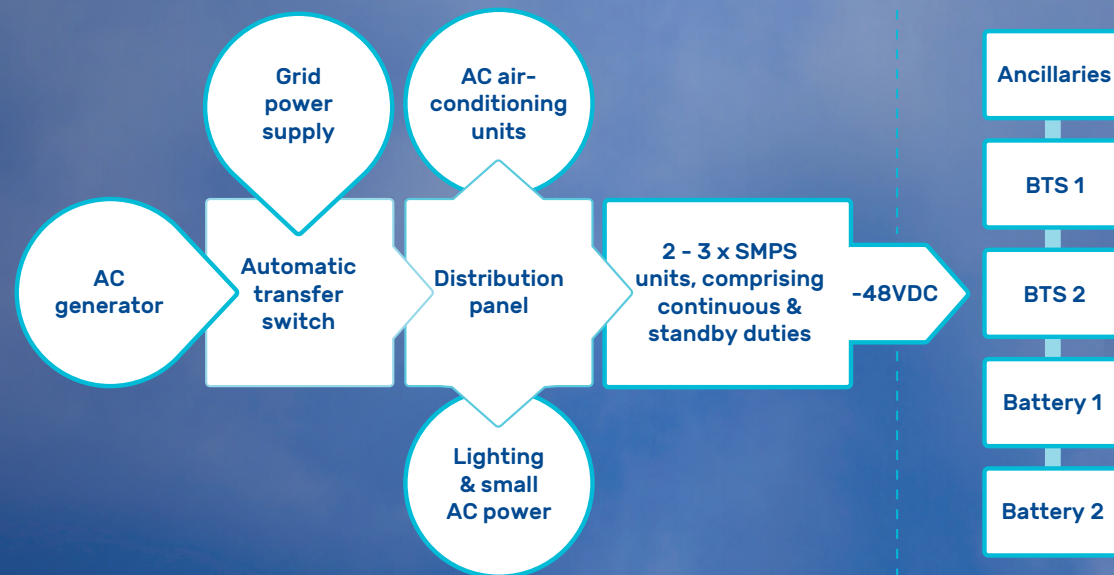 Grid
power
supply
AC air-
conditioning
units
AC
generator
Automatic
transfer
switch
Distribution
panel
2 - 3 x SMPS
units, comprising
continuous &
standby duties
-48VDC
Lighting
& small
AC power
Ancillaries
BTS 1
BTS 2
Battery 1
Battery 2